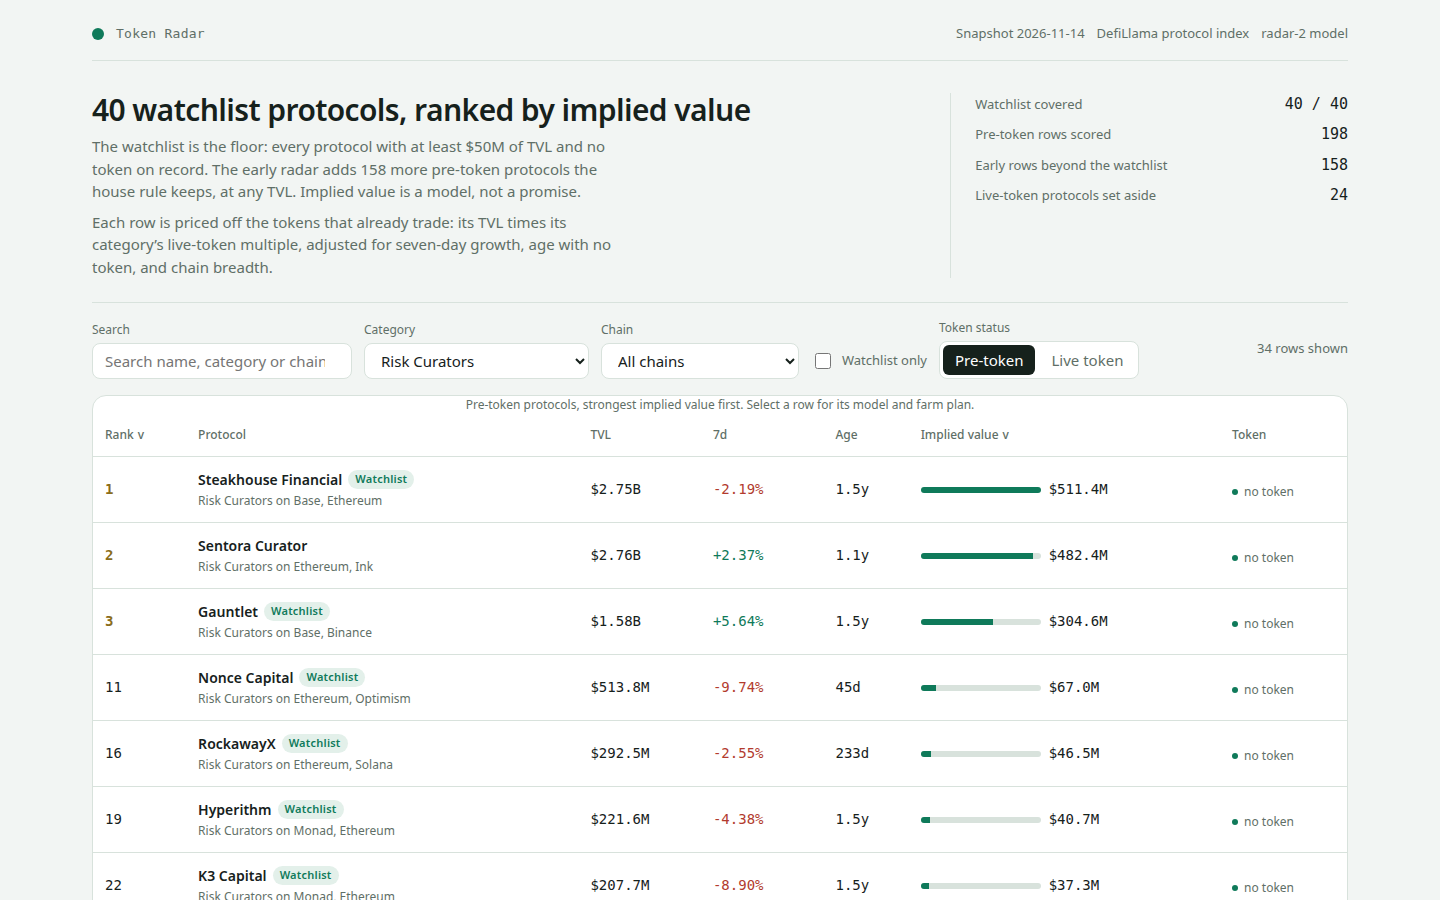 Token Radar
Snapshot 2026-11-14 DefiLlama protocol index radar-2 model
40 watchlist protocols, ranked by implied value
The watchlist is the floor: every protocol with at least $50M of TVL and no
token on record. The early radar adds 158 more pre-token protocols the
house rule keeps, at any TVL. Implied value is a model, not a promise.
Each row is priced off the tokens that already trade: its TVL times its
category's live-token multiple, adjusted for seven-day growth, age with no
token, and chain breadth.
Watchlist covered 40 / 40
Pre-token rows scored 198
Early rows beyond the watchlist 158
Live-token protocols set aside 24
Search
Search name, category or chain
Category
Risk Curators
Chain
All chains
Watchlist only
Token status
Pre-token Live token
34 rows shown
Pre-token protocols, strongest implied value first. Select a row for its model and farm plan.
Rank v Protocol TVL 7d Age Implied value v Token
1 Steakhouse Financial Watchlist $2.75B -2.19% 1.5y $511.4M no token
Risk Curators on Base, Ethereum
2 Sentora Curator $2.76B +2.37% 1.1y $482.4M no token
Risk Curators on Ethereum, Ink
3 Gauntlet Watchlist $1.58B +5.64% 1.5y $304.6M no token
Risk Curators on Base, Binance
11 Nonce Capital Watchlist $513.8M -9.74% 45d $67.0M no token
Risk Curators on Ethereum, Optimism
16 RockawayX Watchlist $292.5M -2.55% 233d $46.5M no token
Risk Curators on Ethereum, Solana
19 Hyperithm Watchlist $221.6M -4.38% 1.5y $40.7M no token
Risk Curators on Monad, Ethereum
22 K3 Capital Watchlist $207.7M -8.90% 1.5y $37.3M no token
Risk Curators on Monad, Ethereum